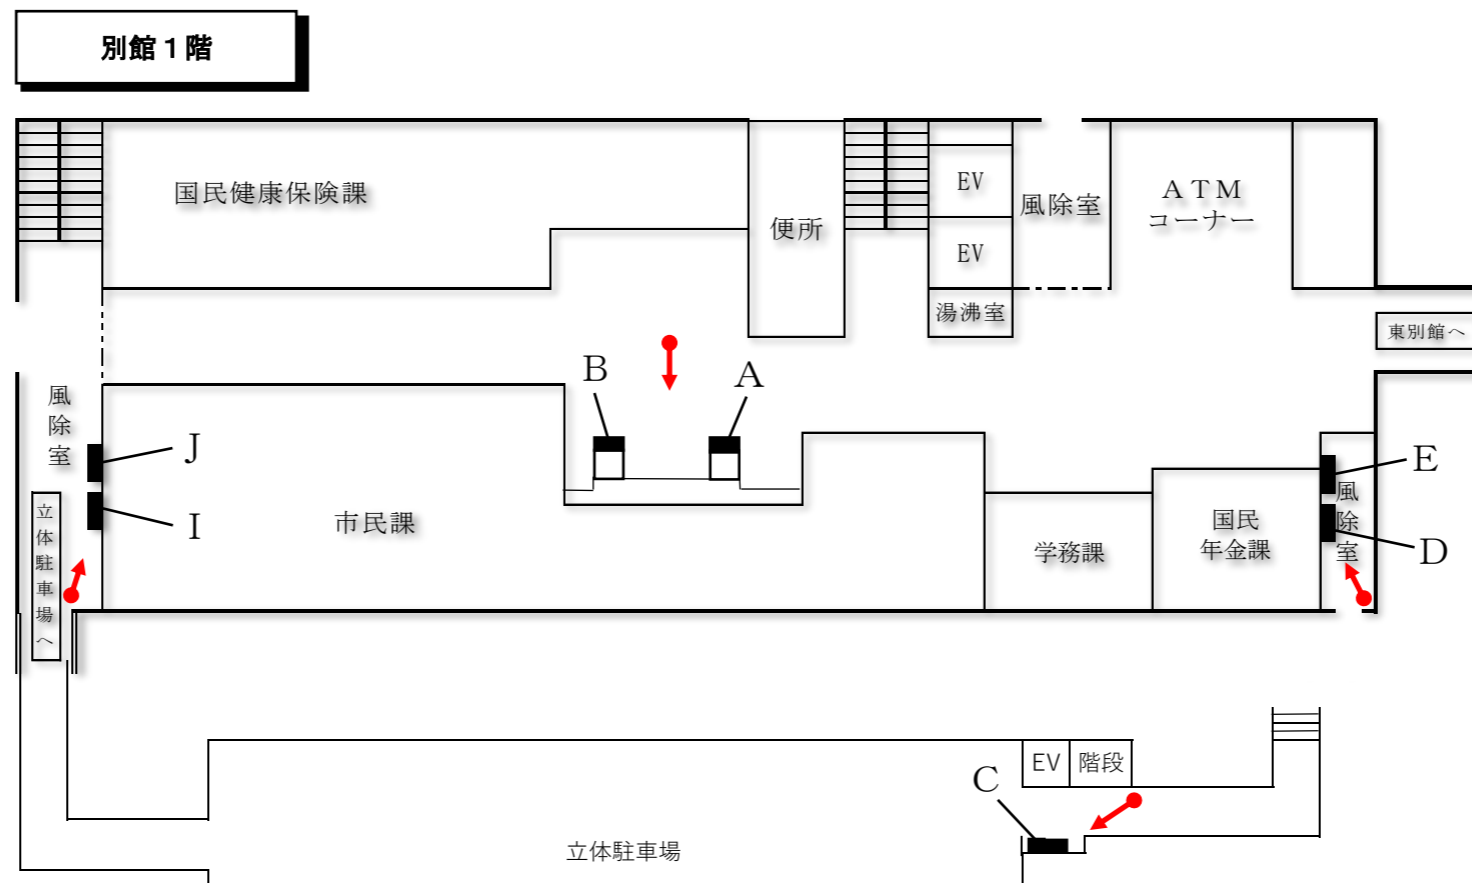 別館１階
国民健康保険課
便所
EV
EV
湯沸室
風除室
ＡＴＭ
コーナー
東別館へ
風除室
J
I
立体駐車場へ
市民課
B
A
学務課
国民
年金課
E
風除室
D
EV
階段
C
立体駐車場